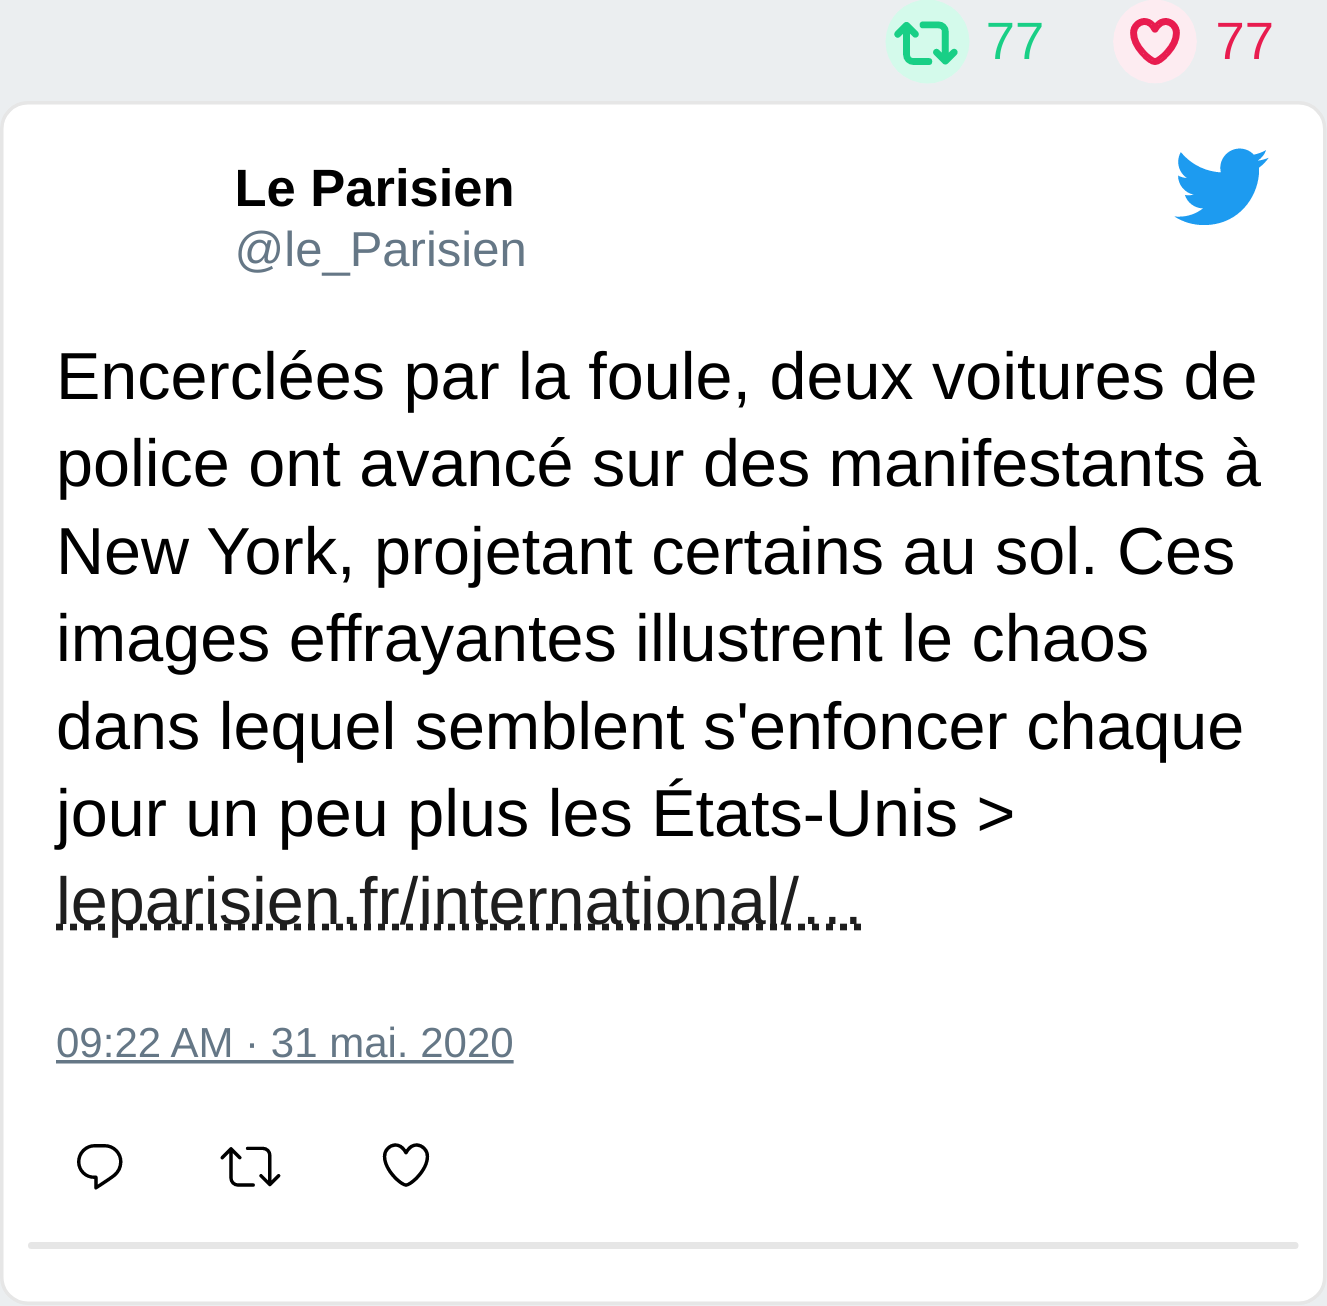 77 77
Le Parisien
@le_Parisien
Encerclées par la foule, deux voitures de
police ont avancé sur des manifestants à
New York, projetant certains au sol. Ces
images effrayantes illustrent le chaos
dans lequel semblent s'enfoncer chaque
jour un peu plus les États-Unis >
leparisien.fr/international/...
09:22 AM · 31 mai. 2020